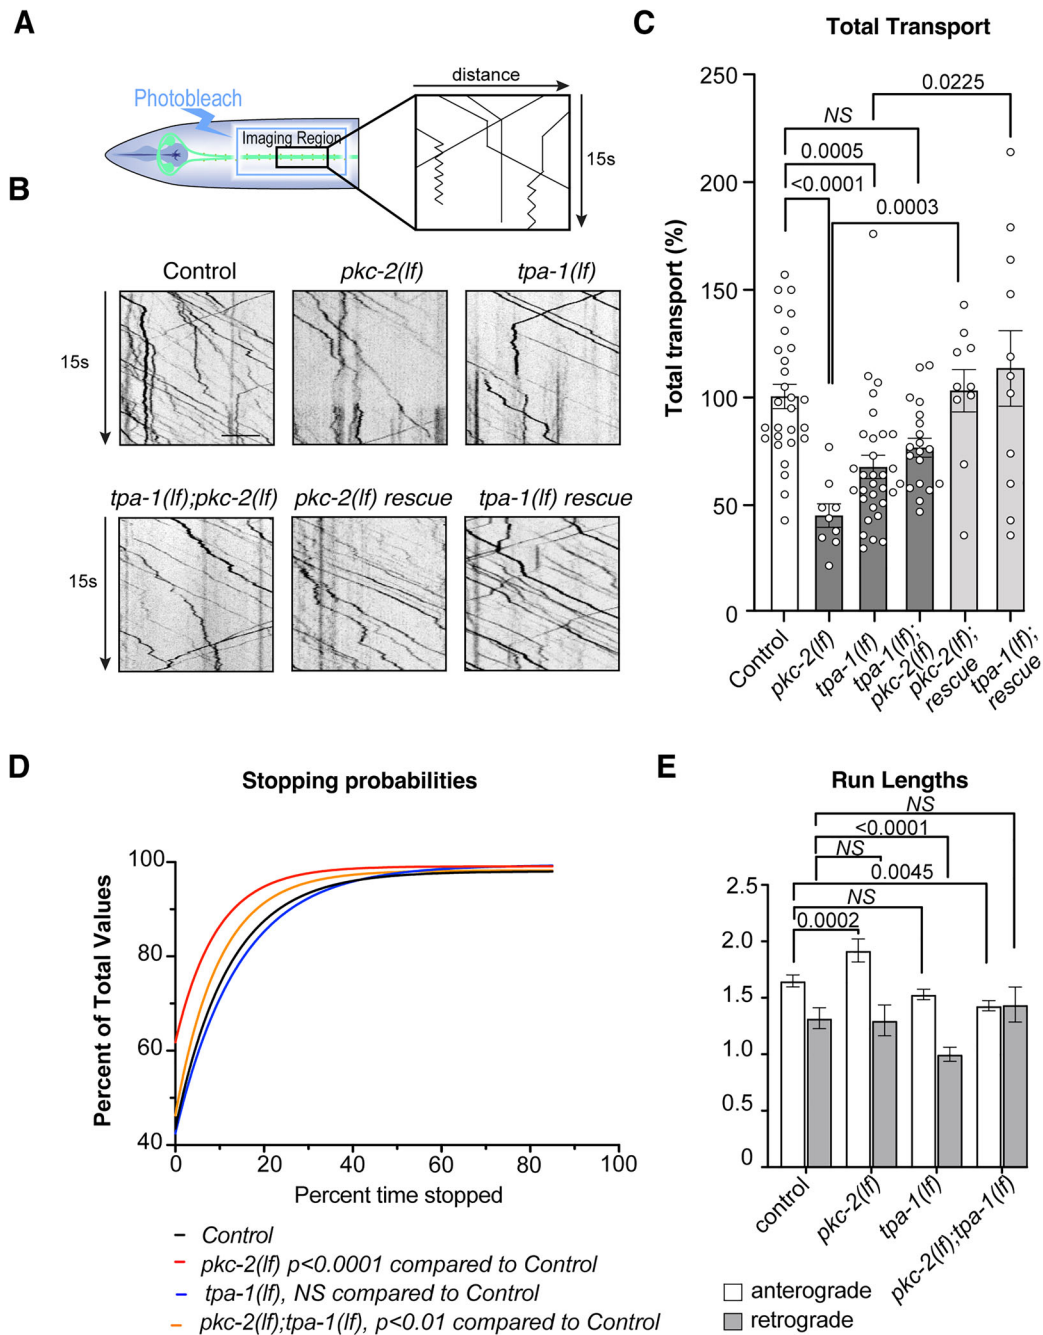 A
distance
Photobleach
Imaging Region
15s
B
Control
pkc-2(lf)
tpa-1(lf)
15s
tpa-1(lf);pkc-2(lf)
pkc-2(lf) rescue
tpa-1(lf) rescue
15s
C
Total Transport
Total transport (%)
250
200
150
100
50
0
0.0225
NS
0.0005
<0.0001
0.0003
Control
pkc-2(lf)
tpa-1(lf)
tpa-1(lf);
pkc-2(lf)
pkc-2(lf);
rescue
tpa-1(lf);
rescue
D
Stopping probabilities
Percent of Total Values
100
80
60
40
0
20
40
60
80
100
Percent time stopped
Control
pkc-2(lf) p<0.0001 compared to Control
tpa-1(lf), NS compared to Control
pkc-2(lf);tpa-1(lf), p<0.01 compared to Control
E
Run Lengths
NS
<0.0001
NS
0.0045
NS
0.0002
2.5
2.0
1.5
1.0
0.5
0
control
pkc-2(lf)
tpa-1(lf)
pkc-2(lf);tpa-1(lf)
anterograde
retrograde